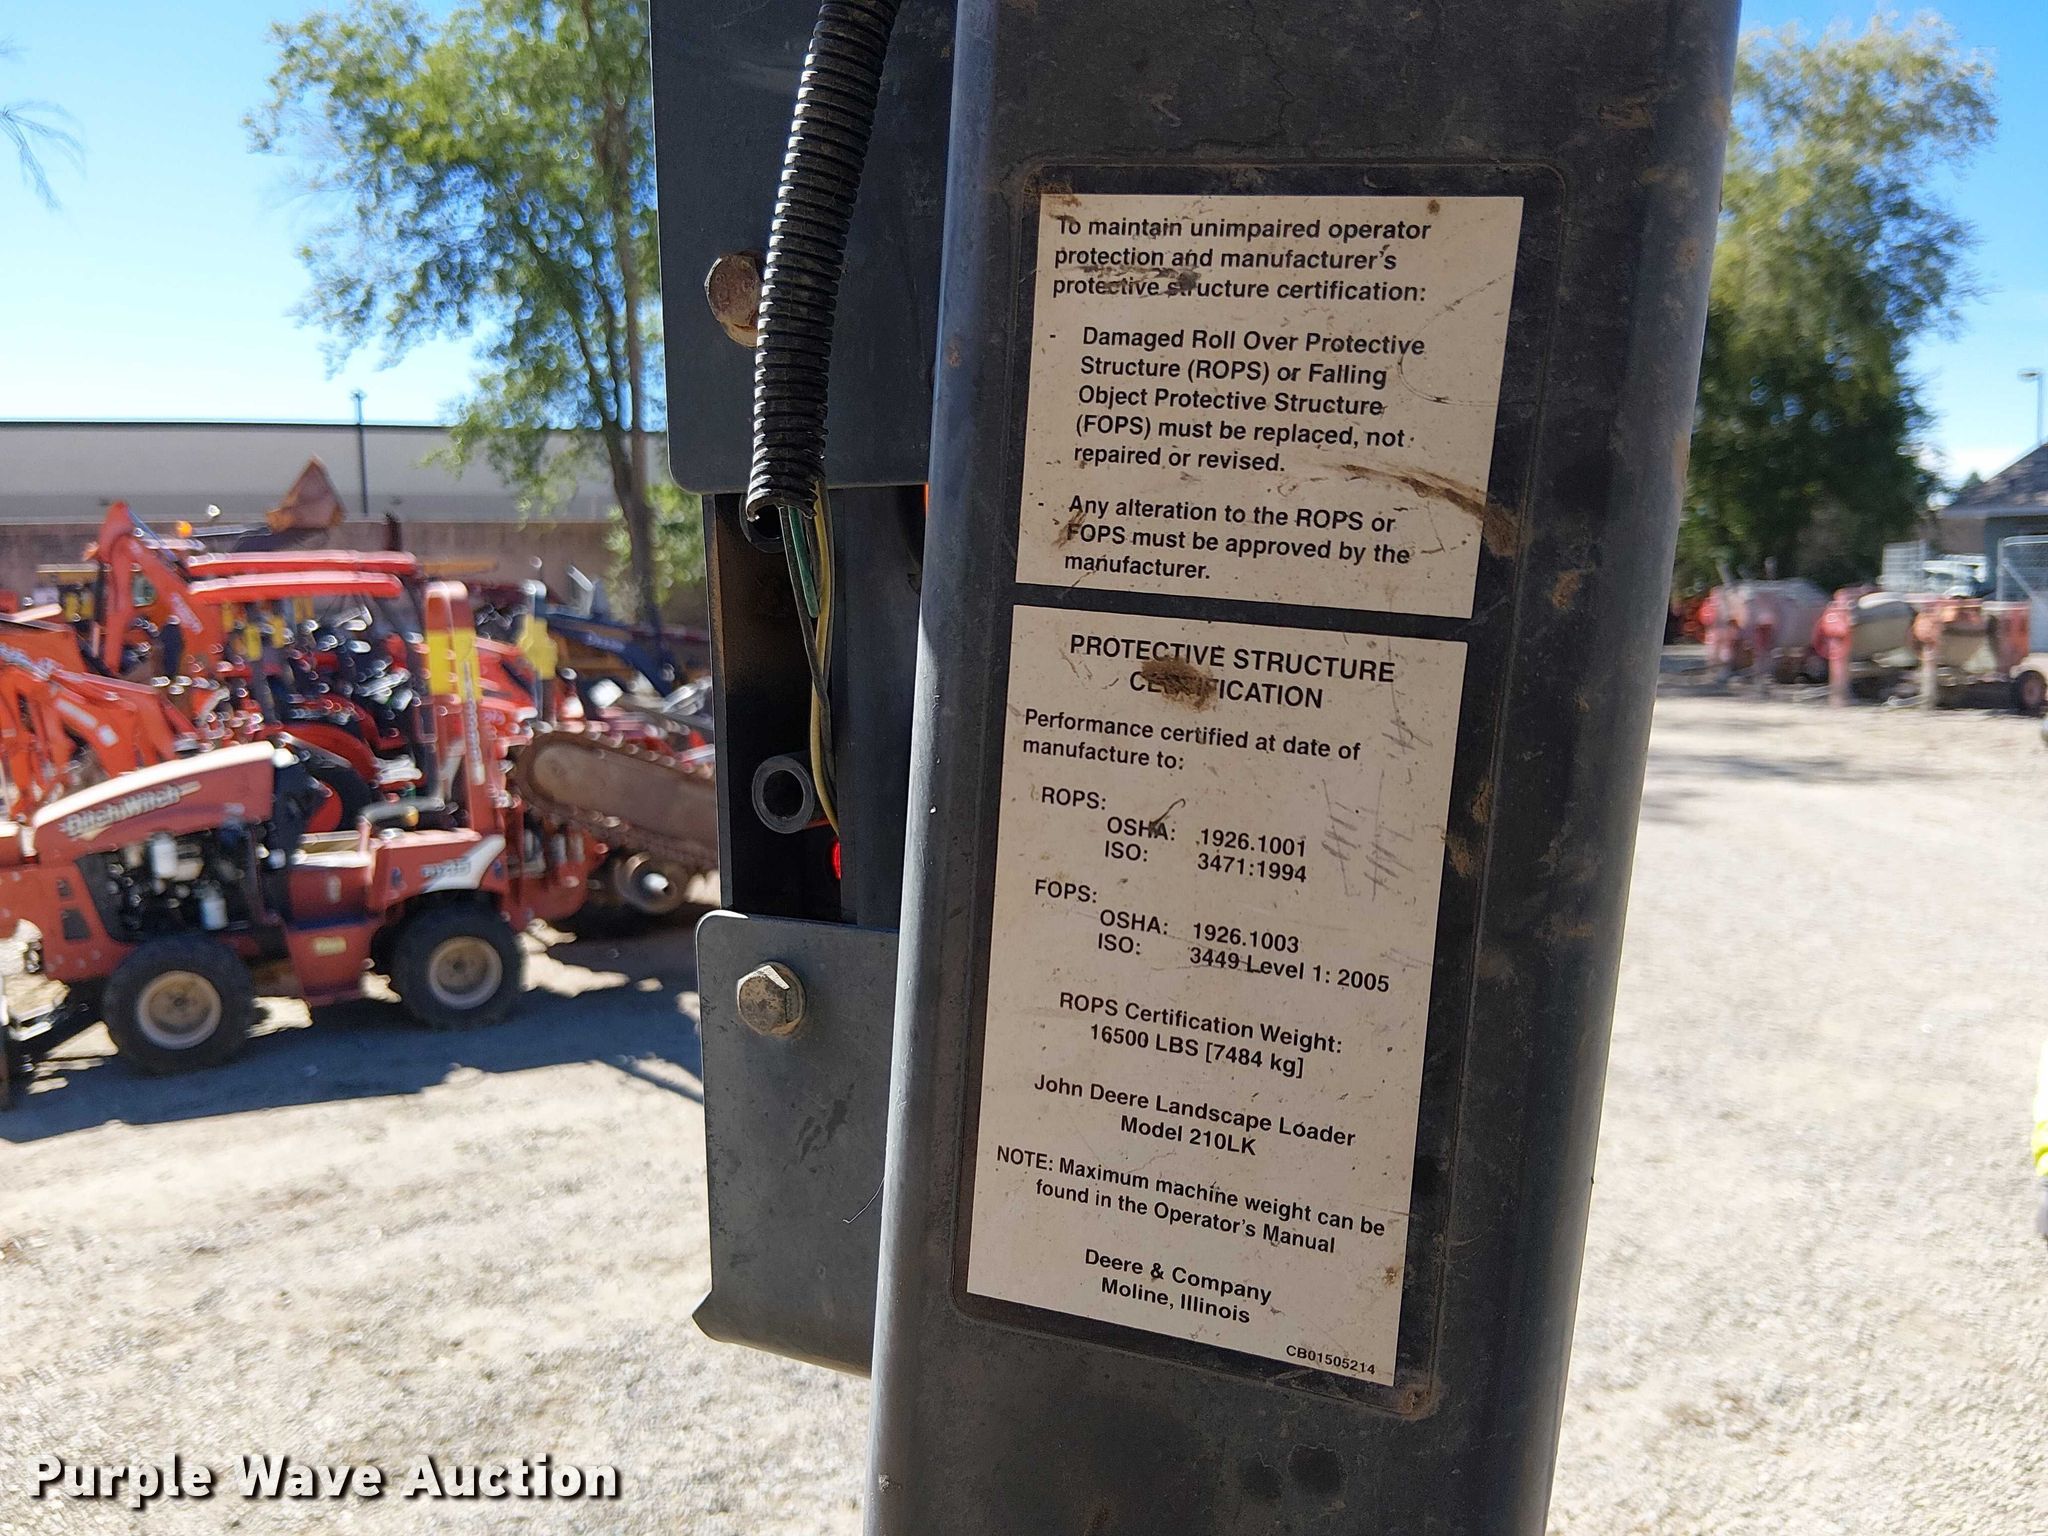 To maintain unimpaired operator
protection and manufacturer's
protective structure certification:
- Damaged Roll Over Protective
Structure (ROPS) or Falling
Object Protective Structure
(FOPS) must be replaced, not
repaired or revised.
- Any alteration to the ROPS or
FOPS must be approved by the
manufacturer.
PROTECTIVE STRUCTURE
CERTIFICATION
Performance certified at date of
manufacture to:
ROPS:
OSHA: 1926.1001
ISO: 3471:1994
FOPS:
OSHA: 1926.1003
ISO: 3449 Level 1: 2005
ROPS Certification Weight:
16500 LBS [7484 kg]
John Deere Landscape Loader
Model 210LK
NOTE: Maximum machine weight can be
found in the Operator's Manual
Deere & Company
Moline, Illinois
CB01505214
Ditch Witch
Purple Wave Auction